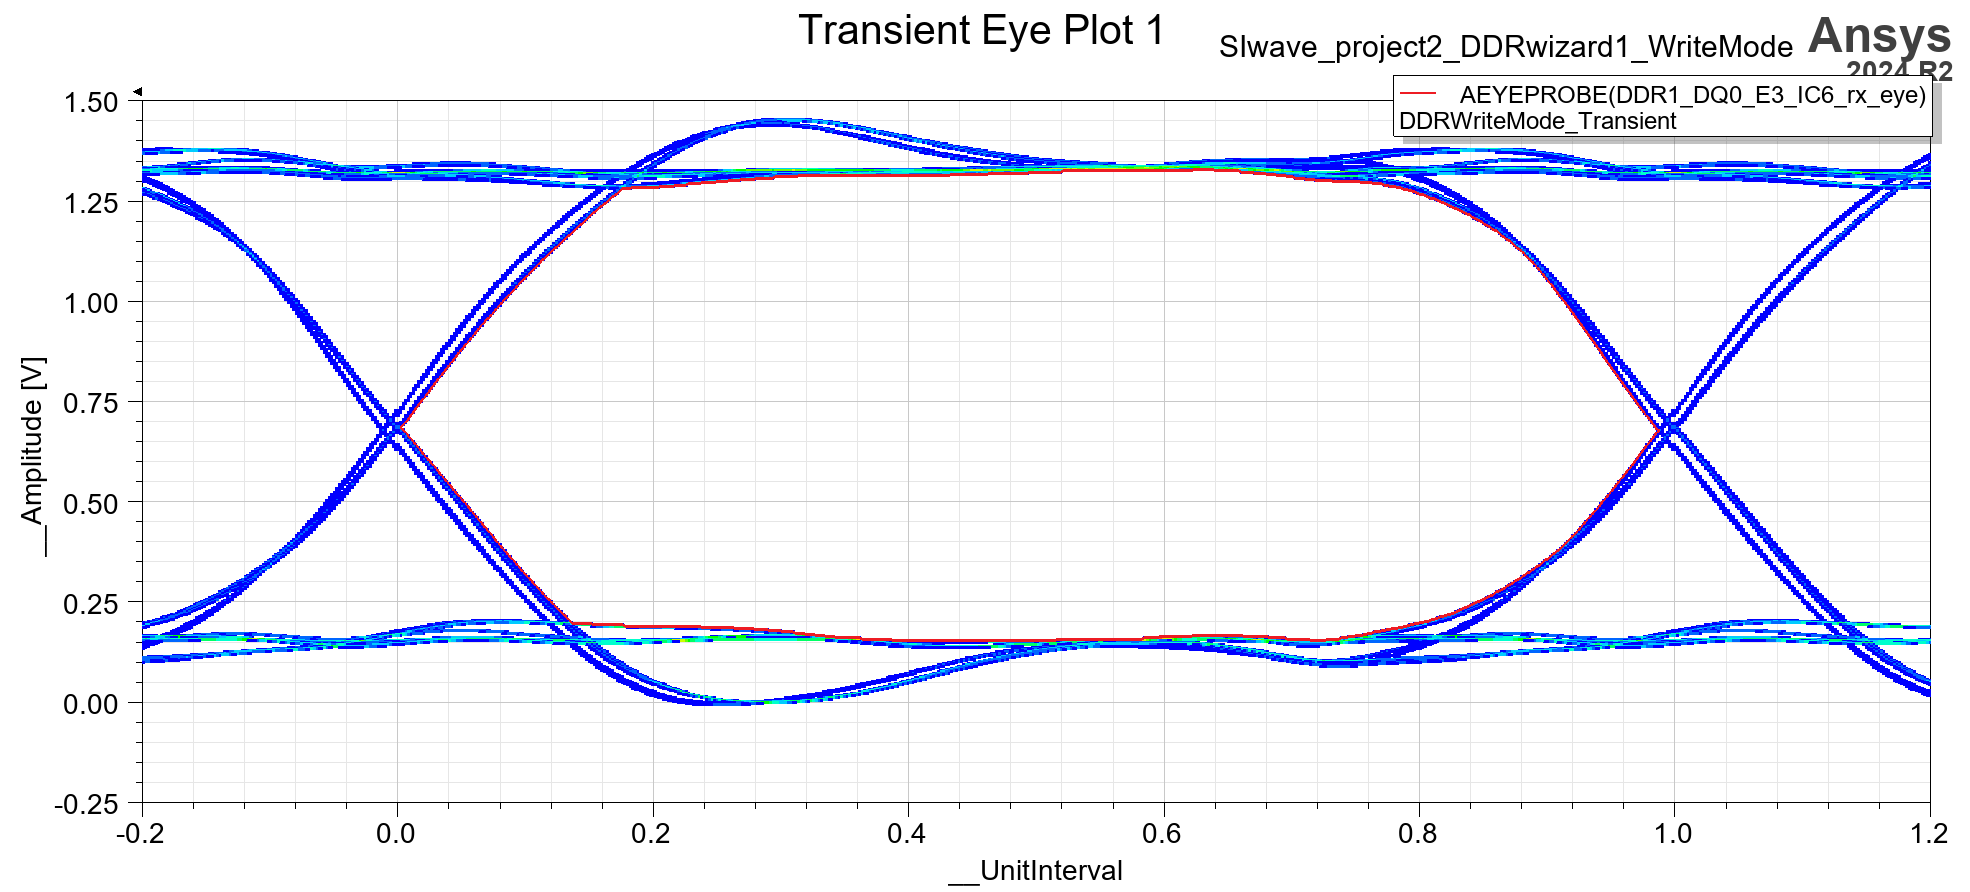 Transient Eye Plot 1
SIwave_project2_DDRwizard1_WriteMode
Ansys
2024 R2
AEYEPROBE(DDR1_DQ0_E3_IC6_rx_eye)
DDRWriteMode_Transient
1.50
1.25
1.00
0.75
0.50
0.25
0.00
-0.25
__Amplitude [V]
-0.2 0.0 0.2 0.4 0.6 0.8 1.0 1.2
__UnitInterval